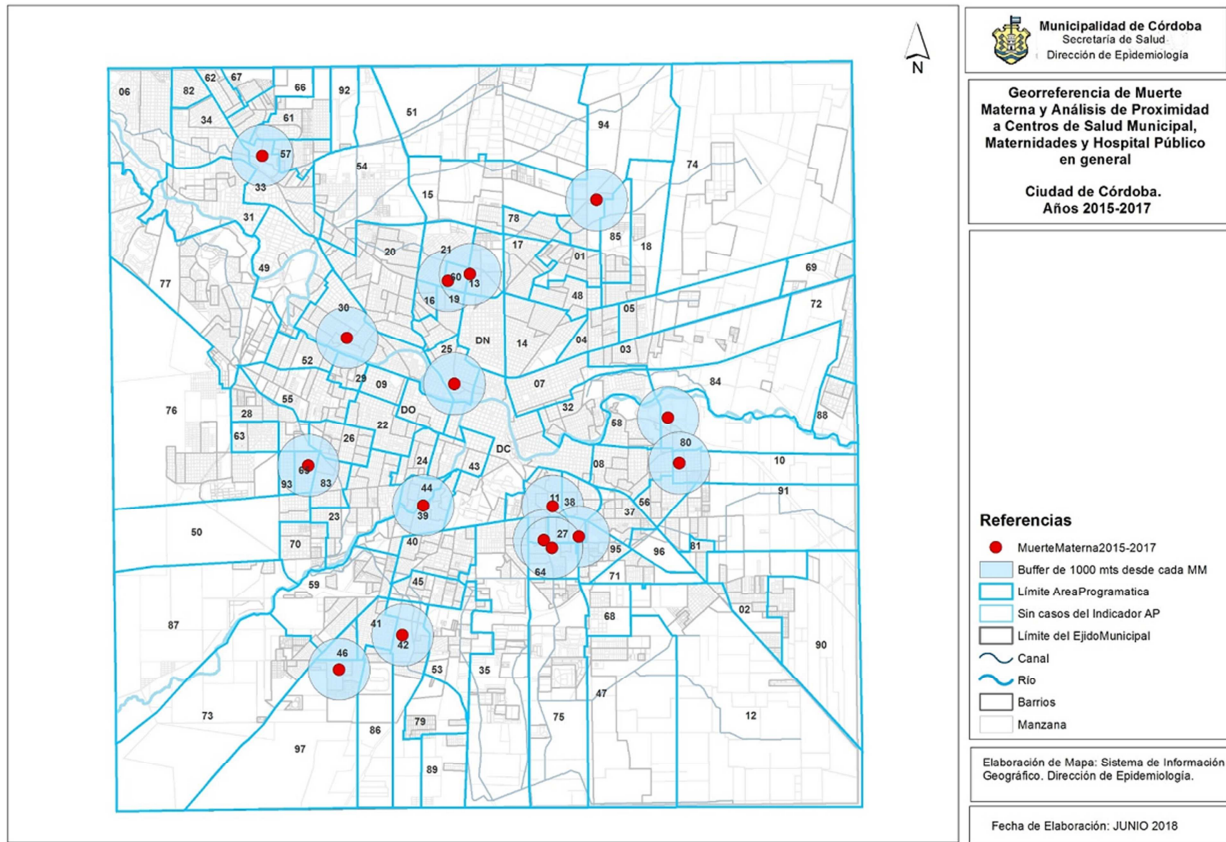 N
Municipalidad de Córdoba
Secretaría de Salud
Dirección de Epidemiología
Georreferencia de Muerte
Materna y Análisis de Proximidad
a Centros de Salud Municipal,
Maternidades y Hospital Público
en general
Ciudad de Córdoba.
Años 2015-2017
62 67
06 82 66 92
34 61 51 94
57 54 74
33 15
31 78 85 18
20 21 17 01
49 60 13 69
77 16 19 48 72
30 05
DN 14 04 03
25
52
29 09 07 84
76 55 32 88
28 DO 58
63 26 22 DC
24 43 08 80 10
93 83 44 91
39 11 38 56
23 37
50 70 40 27 95 96 81
59 64 71
45 68 02
87 41 42
46 53 35 90
47
73 79 75 12
97 86
89
Referencias
MuerteMaterna2015-2017
Buffer de 1000 mts desde cada MM
Límite AreaProgramatica
Sin casos del Indicador AP
Límite del EjidoMunicipal
Canal
Río
Barrios
Manzana
Elaboración de Mapa: Sistema de Información
Geográfico. Dirección de Epidemiología.
Fecha de Elaboración: JUNIO 2018